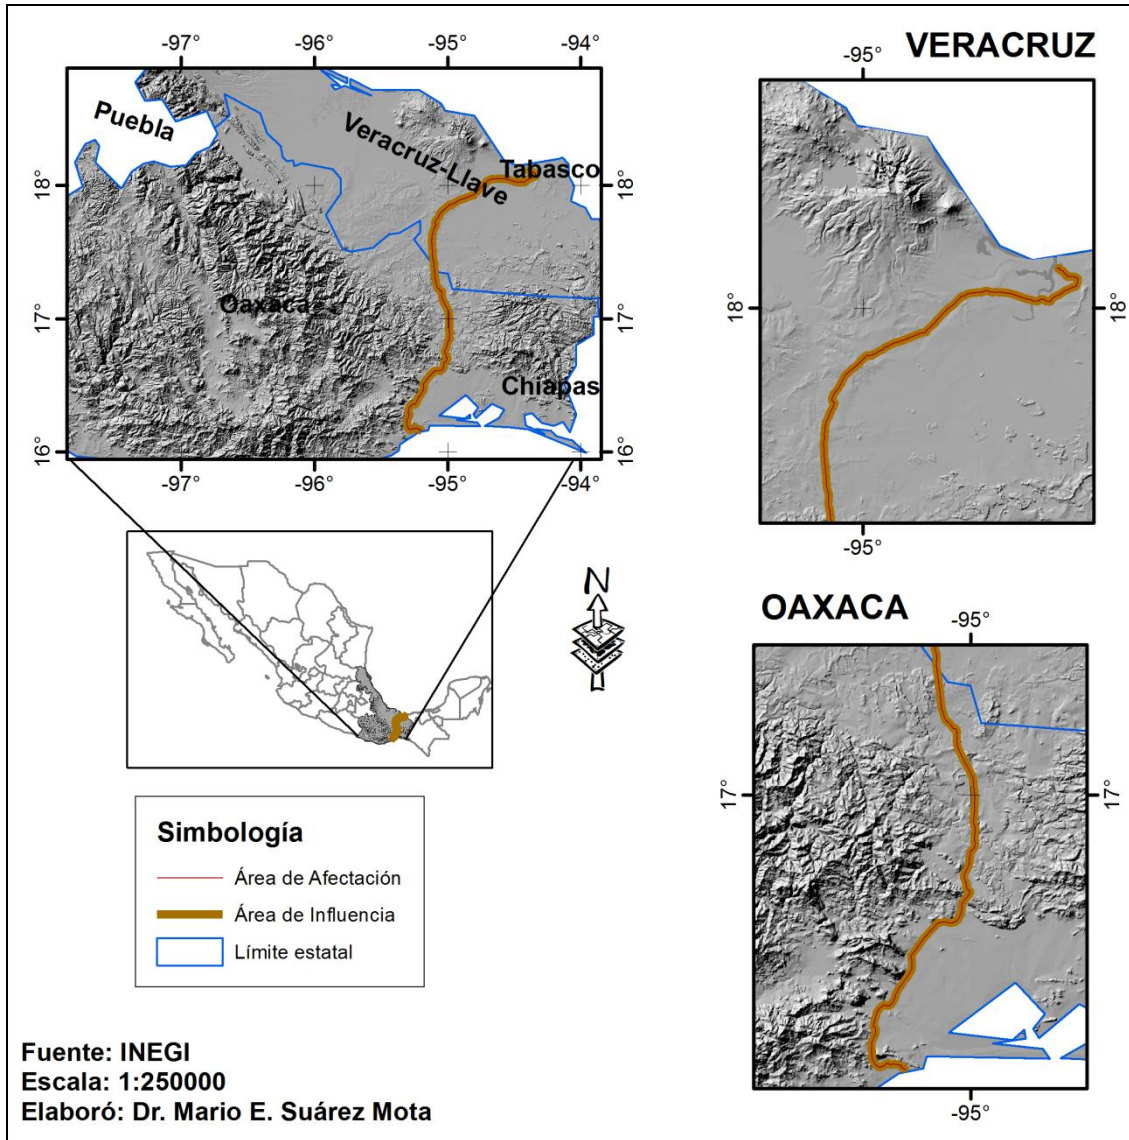 -97°
-96°
-95°
-94°
18°
17°
16°
18°
17°
16°
Puebla
Veracruz-Llave
Tabasco
Oaxaca
Chiapas
-97°
-96°
-95°
-94°
VERACRUZ
-95°
18°
18°
-95°
N
OAXACA
-95°
17°
17°
-95°
Simbología
Área de Afectación
Área de Influencia
Límite estatal
Fuente: INEGI
Escala: 1:250000
Elaboró: Dr. Mario E. Suárez Mota